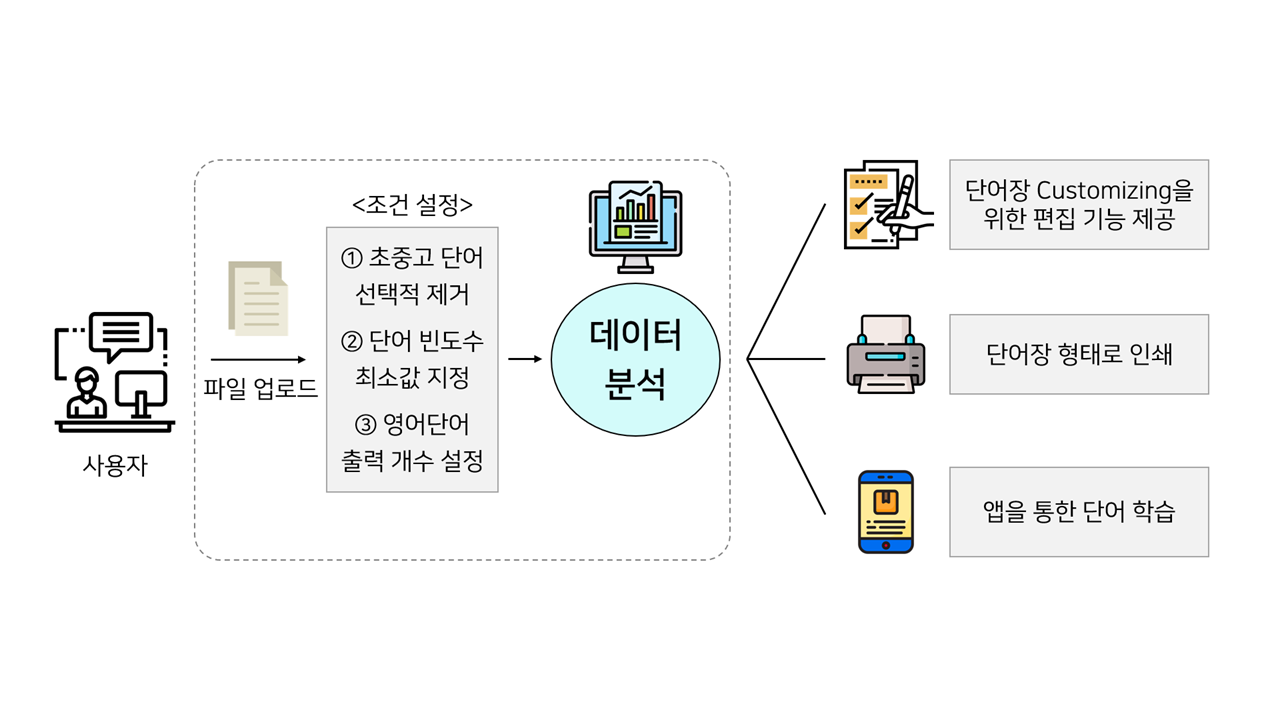 사용자
파일 업로드
<조건 설정>
① 초중고 단어
선택적 제거
② 단어 빈도수
최소값 지정
③ 영어단어
출력 개수 설정
데이터
분석
단어장 Customizing을
위한 편집 기능 제공
단어장 형태로 인쇄
앱을 통한 단어 학습